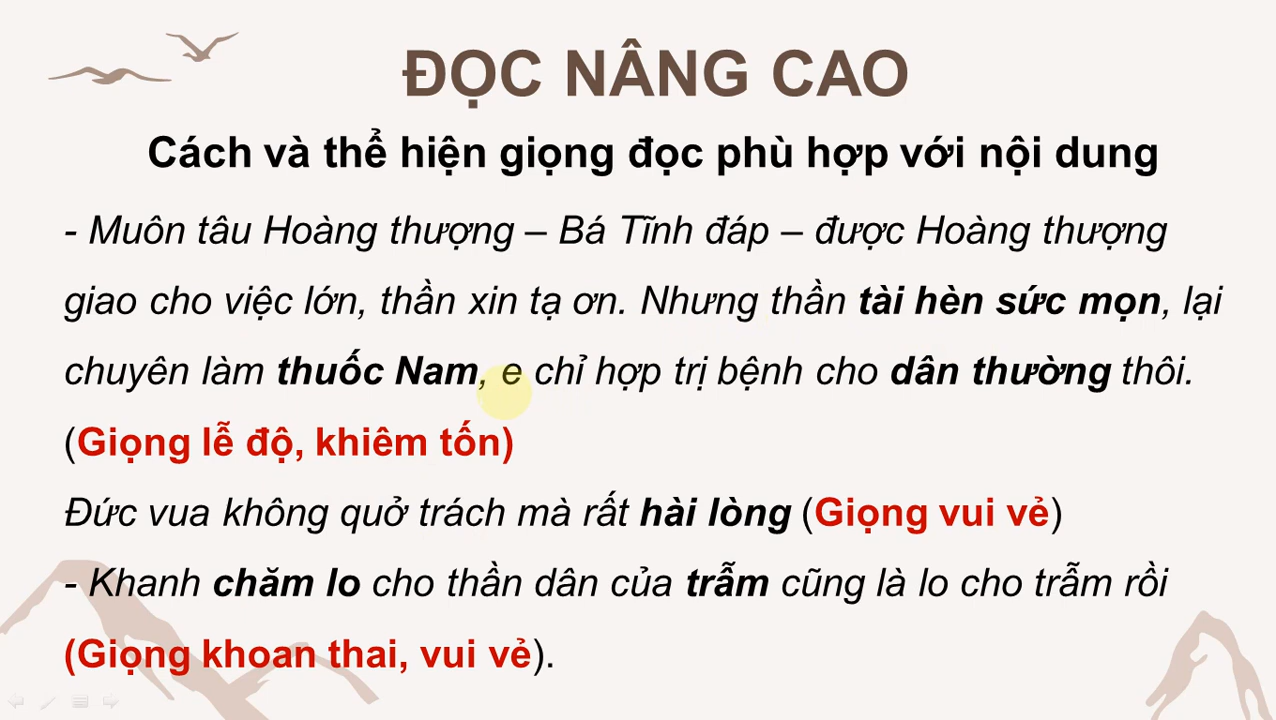 ĐỌC NÂNG CAO
Cách và thể hiện giọng đọc phù hợp với nội dung
- Muôn tâu Hoàng thượng – Bá Tĩnh đáp – được Hoàng thượng
giao cho việc lớn, thần xin tạ ơn. Nhưng thần tài hèn sức mọn, lại
chuyên làm thuốc Nam, e chỉ hợp trị bệnh cho dân thường thôi.
(Giọng lễ độ, khiêm tốn)
Đức vua không quở trách mà rất hài lòng (Giọng vui vẻ)
- Khanh chăm lo cho thần dân của trẫm cũng là lo cho trẫm rồi
(Giọng khoan thai, vui vẻ).